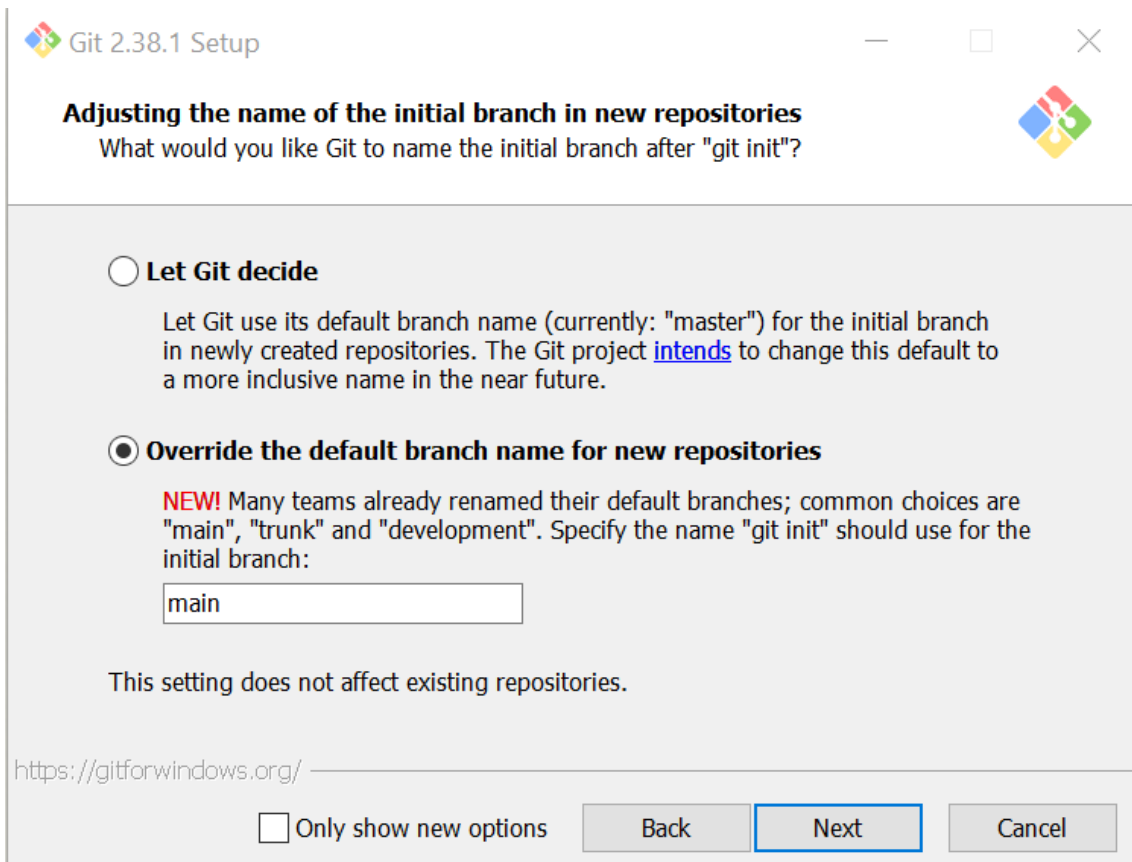 Git 2.38.1 Setup
Adjusting the name of the initial branch in new repositories
What would you like Git to name the initial branch after "git init"?
Let Git decide
Let Git use its default branch name (currently: "master") for the initial branch
in newly created repositories. The Git project intends to change this default to
a more inclusive name in the near future.
Override the default branch name for new repositories
NEW! Many teams already renamed their default branches; common choices are
"main", "trunk" and "development". Specify the name "git init" should use for the
initial branch:
main
This setting does not affect existing repositories.
https://gitforwindows.org/
Only show new options
Back
Next
Cancel